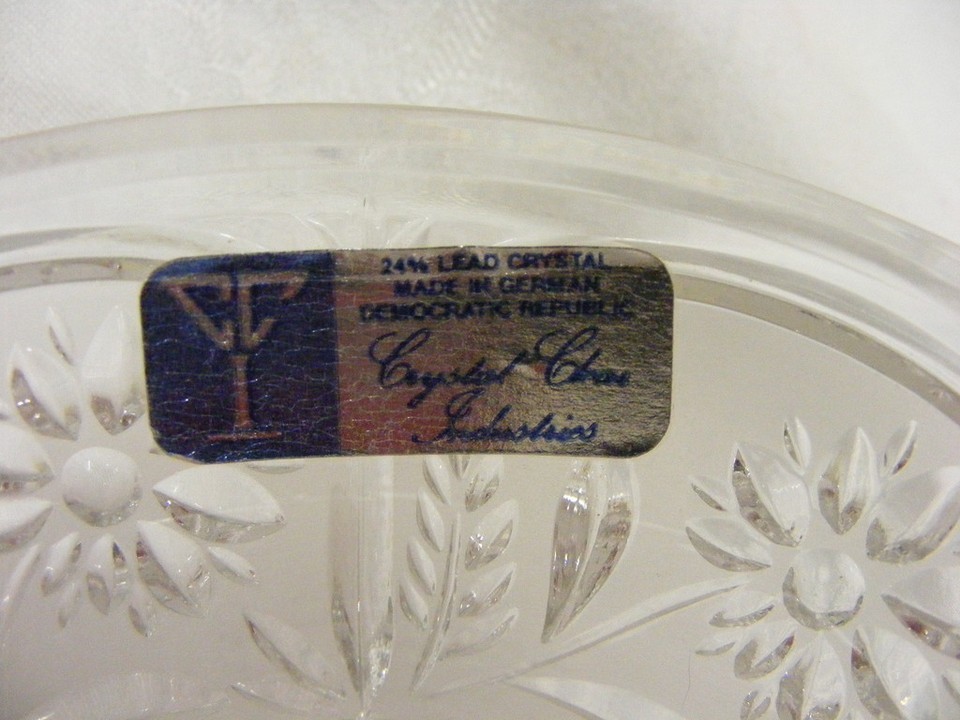 24% LEAD CRYSTAL
MADE IN GERMAN
DEMOCRATIC REPUBLIC
Crystal Clear
Industries